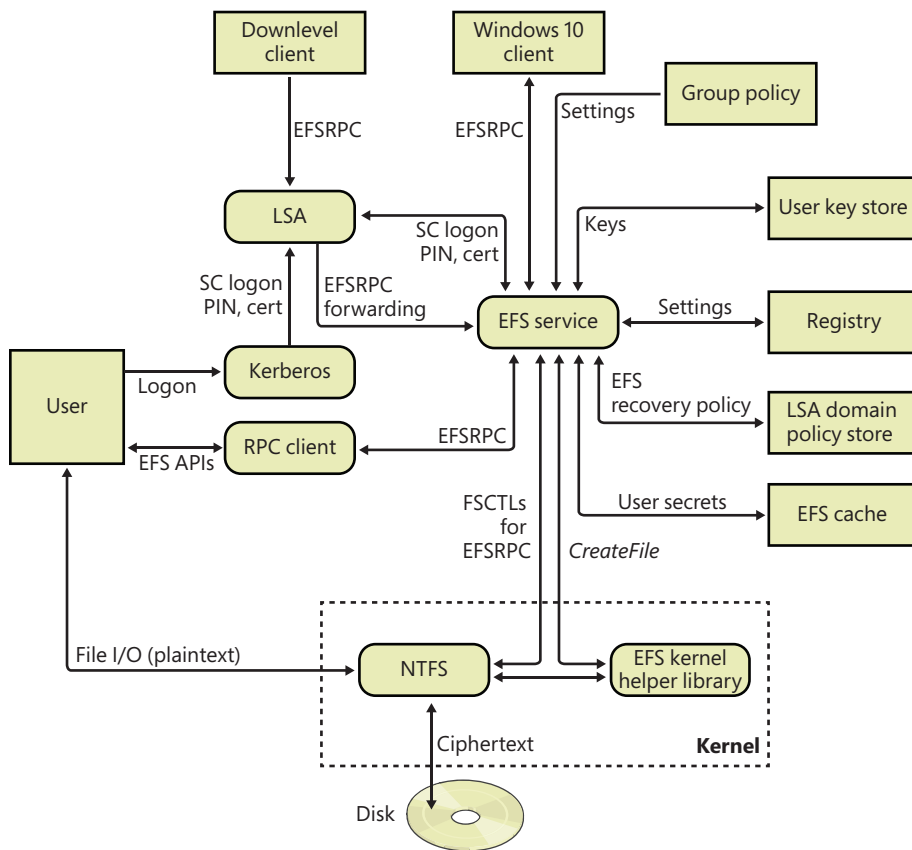 Downlevel
client
Windows 10
client
Group policy
EFSRPC
EFSRPC
Settings
LSA
User key store
SC logon
PIN, cert
Keys
SC logon
PIN, cert
EFSRPC
forwarding
EFS service
Settings
Registry
Kerberos
Logon
User
EFS
recovery policy
LSA domain
policy store
RPC client
EFSRPC
EFS APIs
FSCTLs
for
EFSRPC
User secrets
EFS cache
CreateFile
File I/O (plaintext)
NTFS
EFS kernel
helper library
Ciphertext
Kernel
Disk